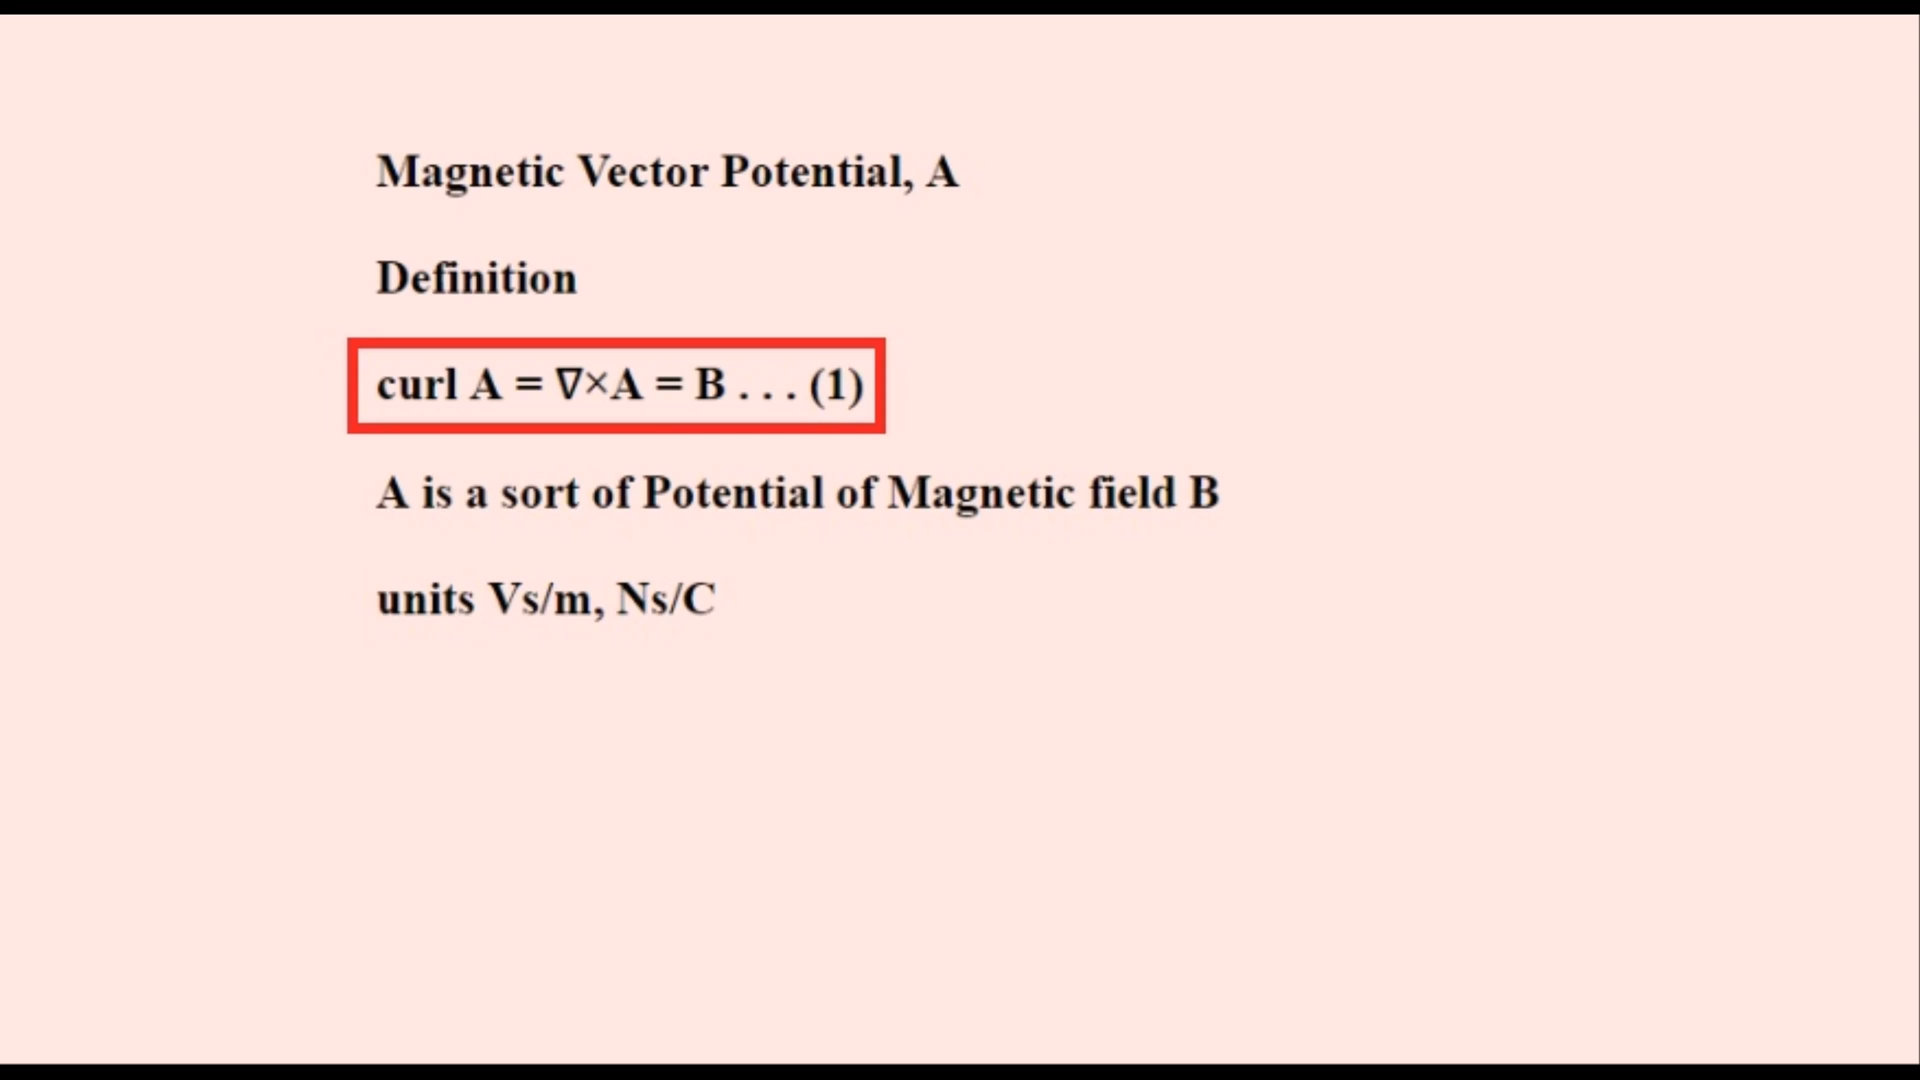 Magnetic Vector Potential, A
Definition
curl A = ∇×A = B . . . (1)
A is a sort of Potential of Magnetic field B
units Vs/m, Ns/C